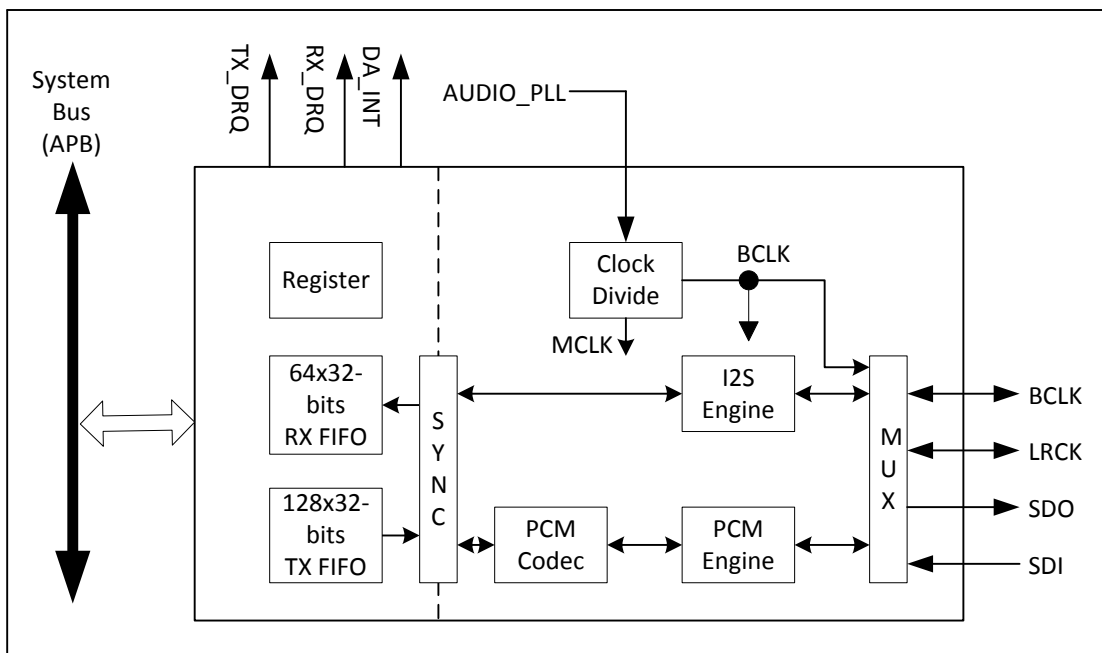 TX_DRQ
RX_DRQ
DA_INT
System
Bus
(APB)
AUDIO_PLL
Register
Clock
Divide
BCLK
MCLK
64x32-
bits
RX FIFO
S
Y
N
C
I2S
Engine
M
U
X
BCLK
LRCK
SDO
SDI
128x32-
bits
TX FIFO
PCM
Codec
PCM
Engine